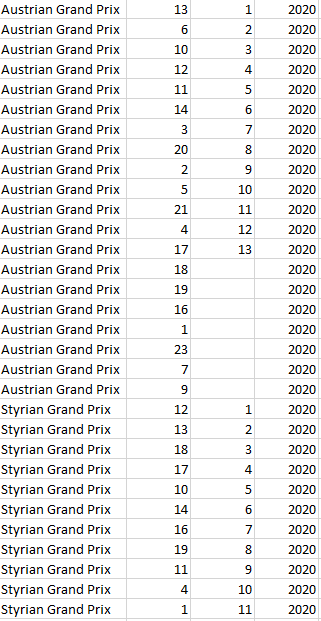 Austrian Grand Prix 13 1 2020
Austrian Grand Prix 6 2 2020
Austrian Grand Prix 10 3 2020
Austrian Grand Prix 12 4 2020
Austrian Grand Prix 11 5 2020
Austrian Grand Prix 14 6 2020
Austrian Grand Prix 3 7 2020
Austrian Grand Prix 20 8 2020
Austrian Grand Prix 2 9 2020
Austrian Grand Prix 5 10 2020
Austrian Grand Prix 21 11 2020
Austrian Grand Prix 4 12 2020
Austrian Grand Prix 17 13 2020
Austrian Grand Prix 18 2020
Austrian Grand Prix 19 2020
Austrian Grand Prix 16 2020
Austrian Grand Prix 1 2020
Austrian Grand Prix 23 2020
Austrian Grand Prix 7 2020
Austrian Grand Prix 9 2020
Styrian Grand Prix 12 1 2020
Styrian Grand Prix 13 2 2020
Styrian Grand Prix 18 3 2020
Styrian Grand Prix 17 4 2020
Styrian Grand Prix 10 5 2020
Styrian Grand Prix 14 6 2020
Styrian Grand Prix 16 7 2020
Styrian Grand Prix 19 8 2020
Styrian Grand Prix 11 9 2020
Styrian Grand Prix 4 10 2020
Styrian Grand Prix 1 11 2020